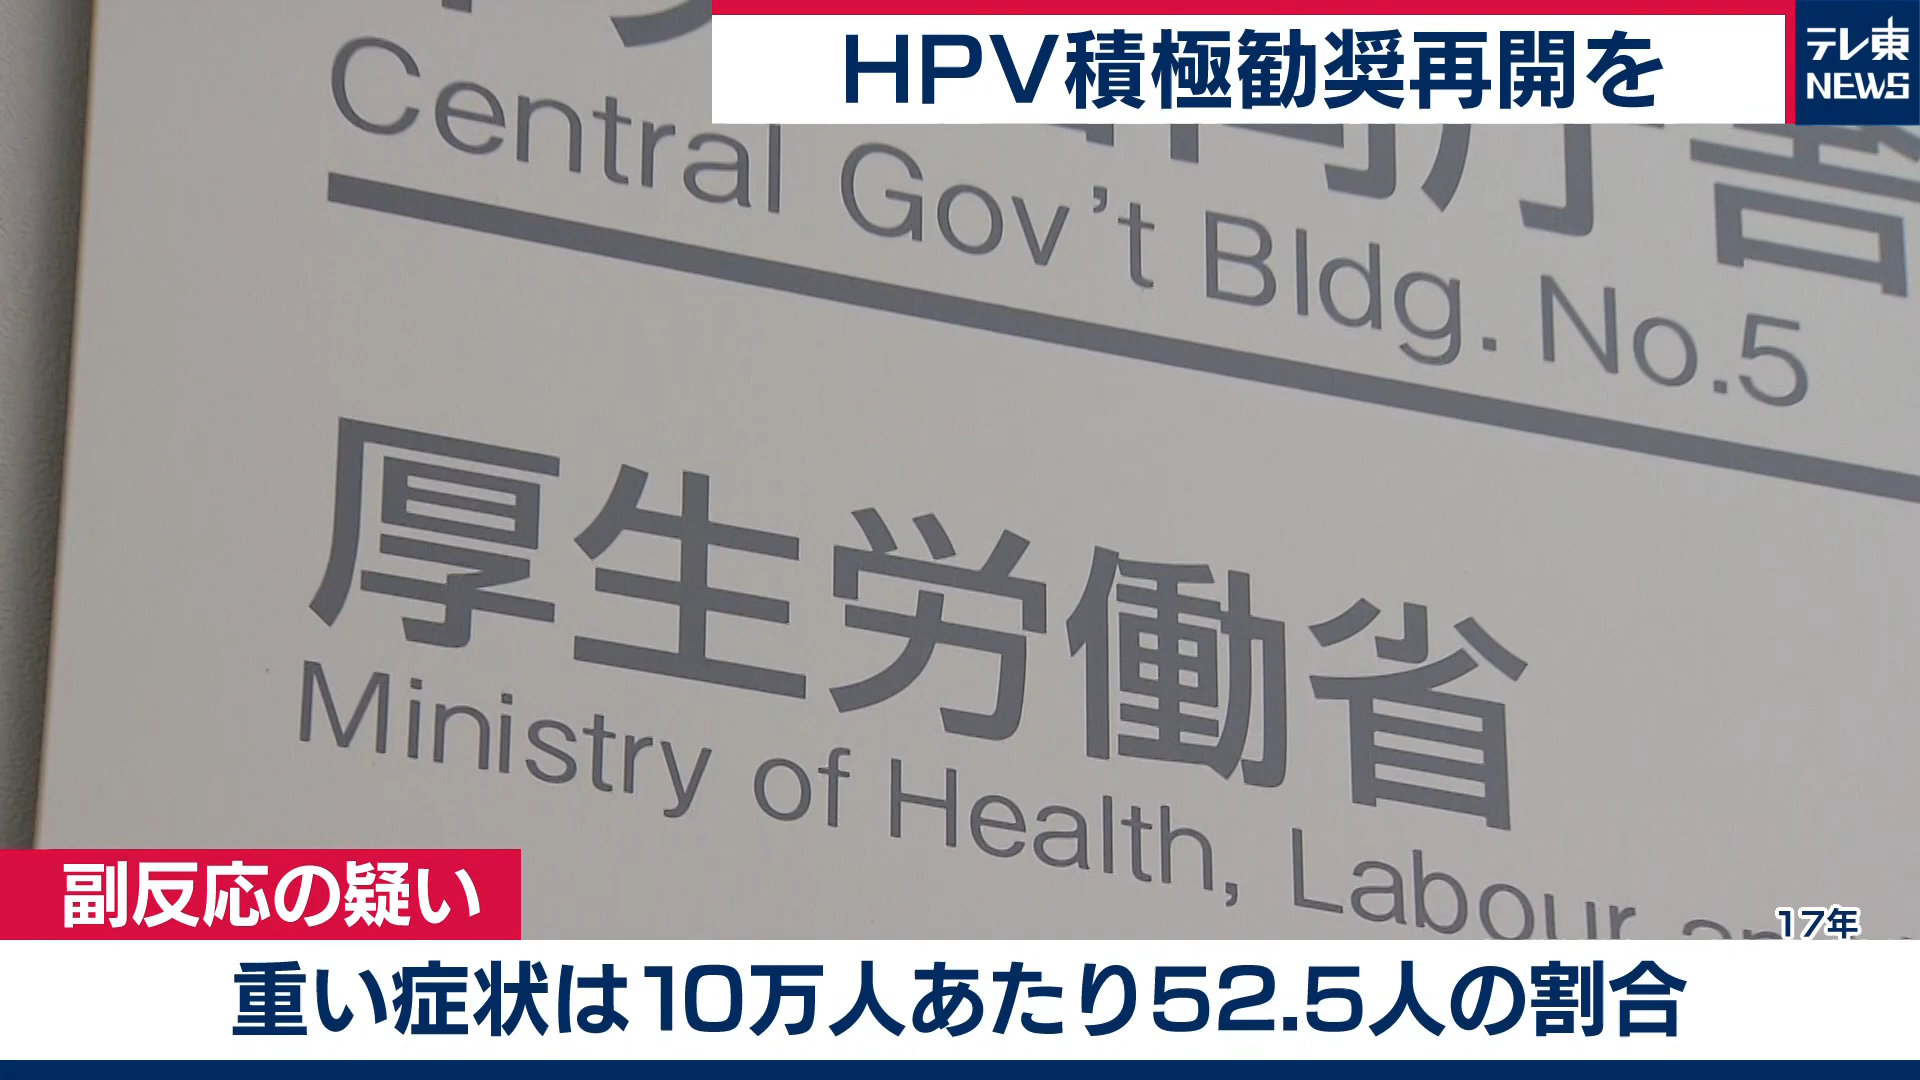 HPV積極勧奨再開を
テレ東
NEWS
Central Gov't Bldg. No.5
厚生労働省
Ministry of Health, Labour
副反応の疑い
17年
重い症状は10万人あたり52.5人の割合